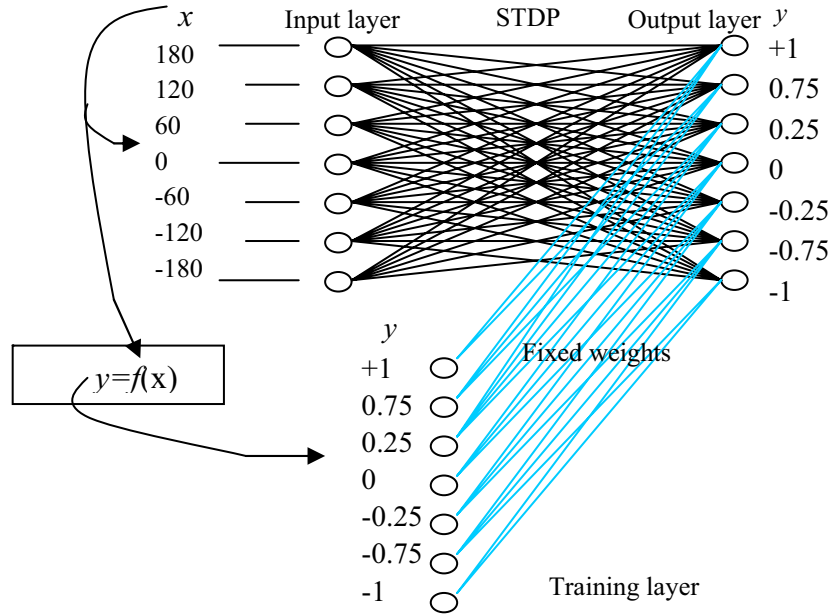 x
Input layer
STDP
Output layer
y
180
120
60
0
-60
-120
-180
+1
0.75
0.25
0
-0.25
-0.75
-1
y=f(x)
y
+1
0.75
0.25
0
-0.25
-0.75
-1
Fixed weights
Training layer